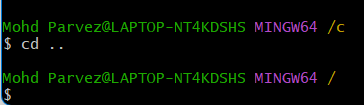 Mohd Parvez@LAPTOP-NT4KDSHS MINGW64 /c
$ cd ..
Mohd Parvez@LAPTOP-NT4KDSHS MINGW64 /
$